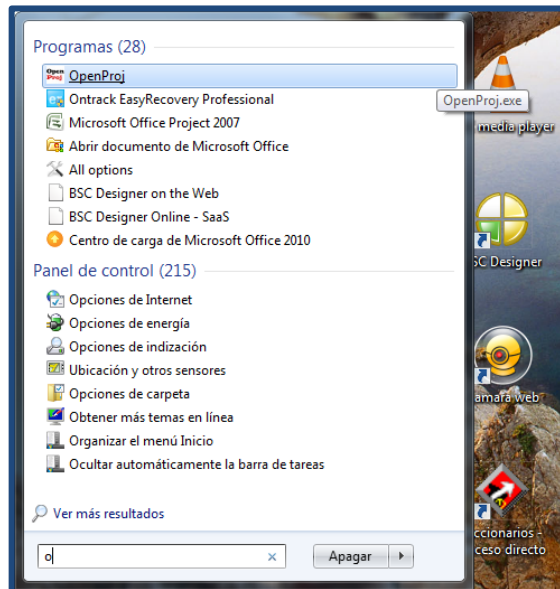 Programas (28)
Open Proj OpenProj
Ontrack EasyRecovery Professional
OpenProj.exe
Microsoft Office Project 2007
media player
Abrir documento de Microsoft Office
All options
BSC Designer on the Web
BSC Designer Online - SaaS
Centro de carga de Microsoft Office 2010
SC Designer
Panel de control (215)
Opciones de Internet
Opciones de energía
Opciones de indización
Ubicación y otros sensores
Opciones de carpeta
amara web
Obtener más temas en línea
Organizar el menú Inicio
Ocultar automáticamente la barra de tareas
Ver más resultados
ccionarios -
ceso directo
o
Apagar